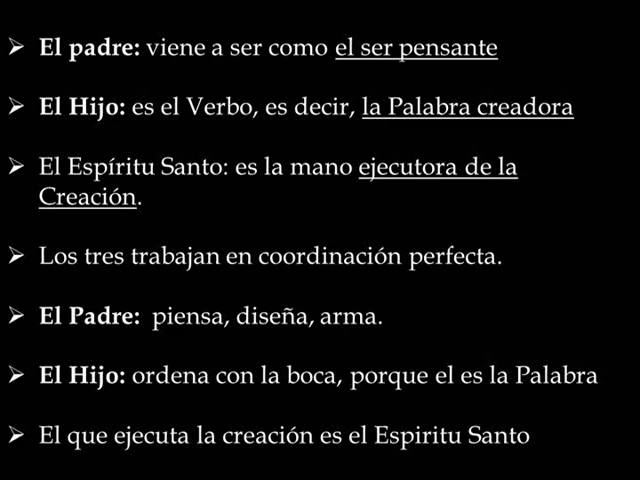 ➢ El padre: viene a ser como el ser pensante
➢ El Hijo: es el Verbo, es decir, la Palabra creadora
➢ El Espíritu Santo: es la mano ejecutora de la
Creación.
➢ Los tres trabajan en coordinación perfecta.
➢ El Padre: piensa, diseña, arma.
➢ El Hijo: ordena con la boca, porque el es la Palabra
➢ El que ejecuta la creación es el Espiritu Santo